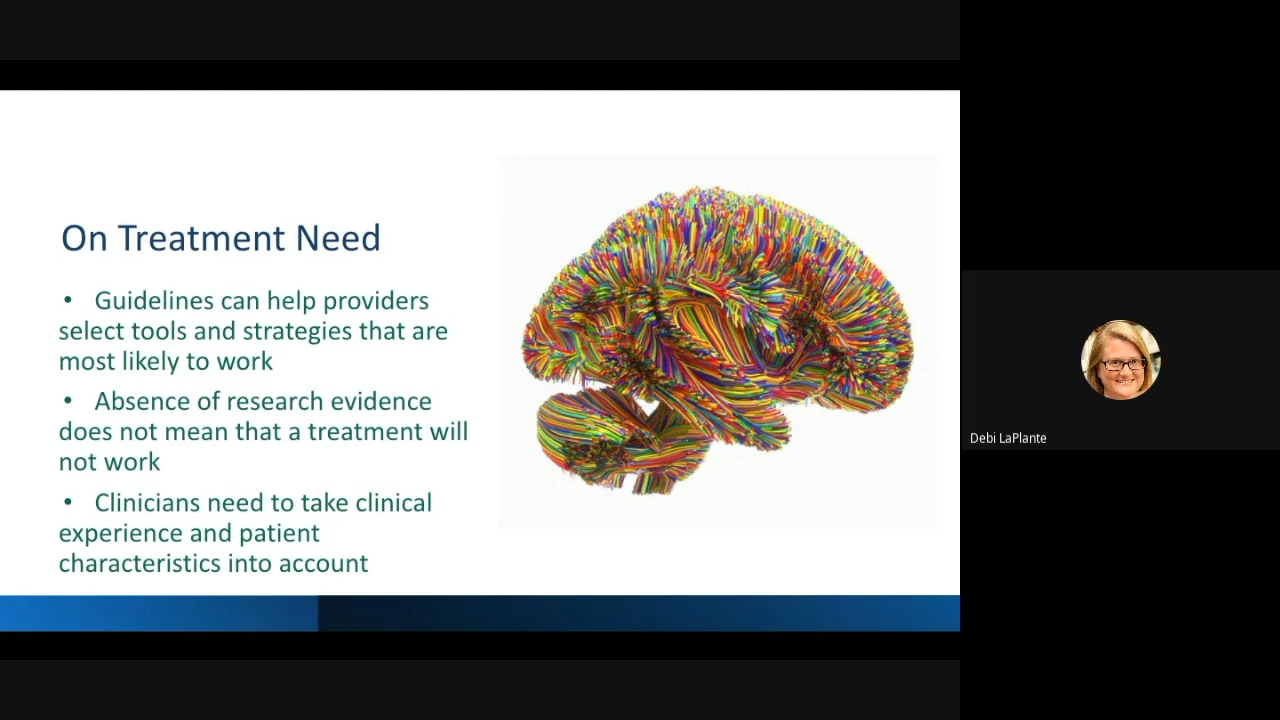 On Treatment Need
• Guidelines can help providers
select tools and strategies that are
most likely to work
• Absence of research evidence
does not mean that a treatment will
not work
• Clinicians need to take clinical
experience and patient
characteristics into account
Debi LaPlante